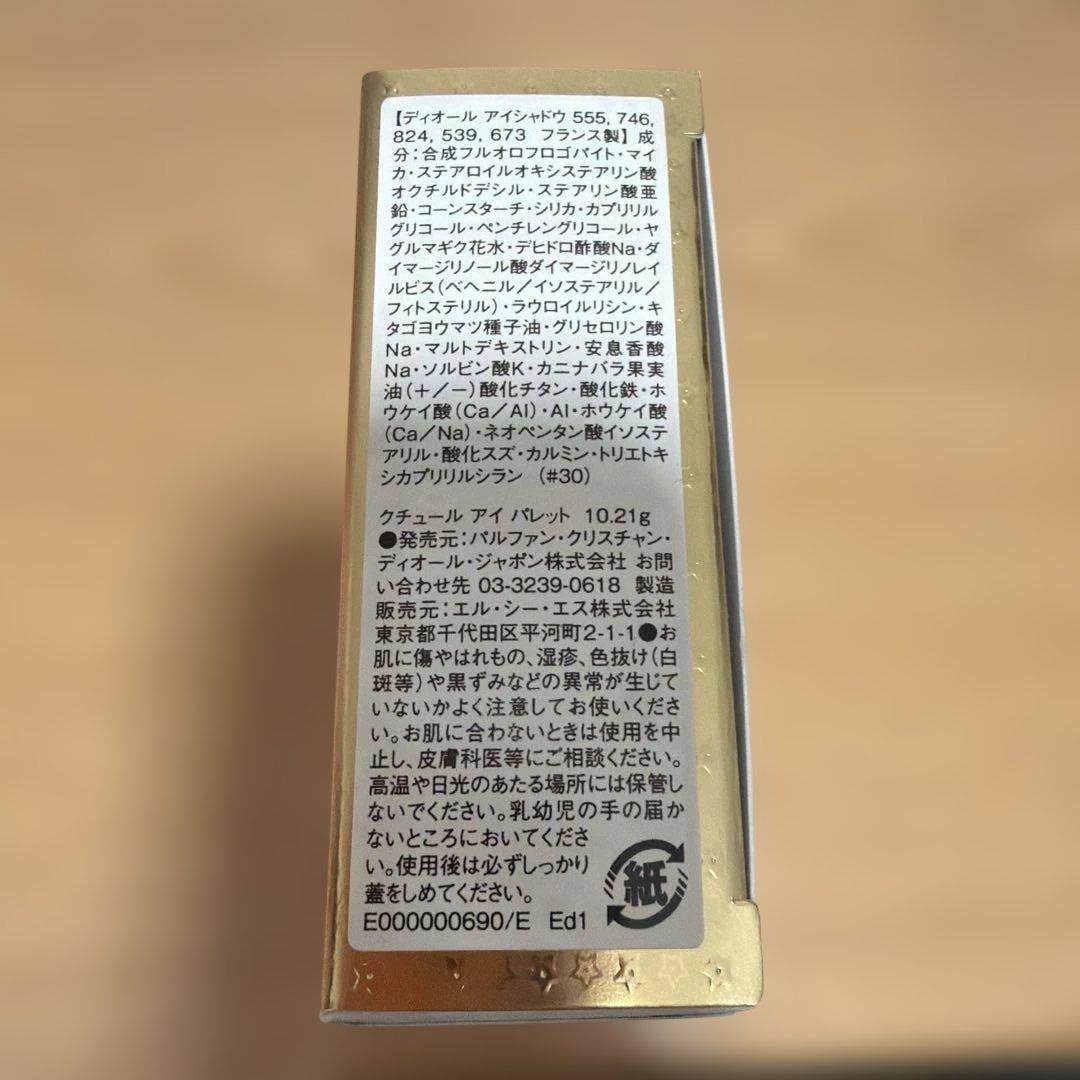 【ディオール アイシャドウ 555, 746,
824, 539, 673 フランス製】 成
分：合成フルオロフロゴパイト・マイ
カ・ステアロイルオキシステアリン酸
オクチルドデシル・ステアリン酸亜
鉛・コーンスターチ・シリカ・カプリリル
グリコール・ペンチレングリコール・ヤ
グルマギク花水・デヒドロ酢酸Na・ダ
イマージリノール酸ダイマージリノレイ
ルビス（ベヘニル／イソステアリル／
フィトステリル）・ラウロイルリシン・キ
タゴヨウマツ種子油・グリセロリン酸
Na・マルトデキストリン・安息香酸
Na・ソルビン酸K・カニナバラ果実
油（＋／－）酸化チタン・酸化鉄・ホ
ウケイ酸（Ca／Al）・Al・ホウケイ酸
（Ca／Na）・ネオペンタン酸イソステ
アリル・酸化スズ・カルミン・トリエトキ
シカプリリルシラン （#30）
クチュール アイ パレット 10.21g
●発売元：パルファン・クリスチャン・
ディオール・ジャポン株式会社 お問
い合わせ先 03-3239-0618 製造
販売元：エル・シー・エス株式会社
東京都千代田区平河町2-1-1●お
肌に傷やはれもの、湿疹、色抜け（白
斑等）や黒ずみなどの異常が生じて
いないかよく注意してお使いくださ
い。お肌に合わないときは使用を中
止し、皮膚科医等にご相談ください。
高温や日光のあたる場所には保管し
ないでください。乳幼児の手の届か
ないところにおいてくださ
い。使用後は必ずしっかり
蓋をしめてください。
紙
E000000690/E Ed1